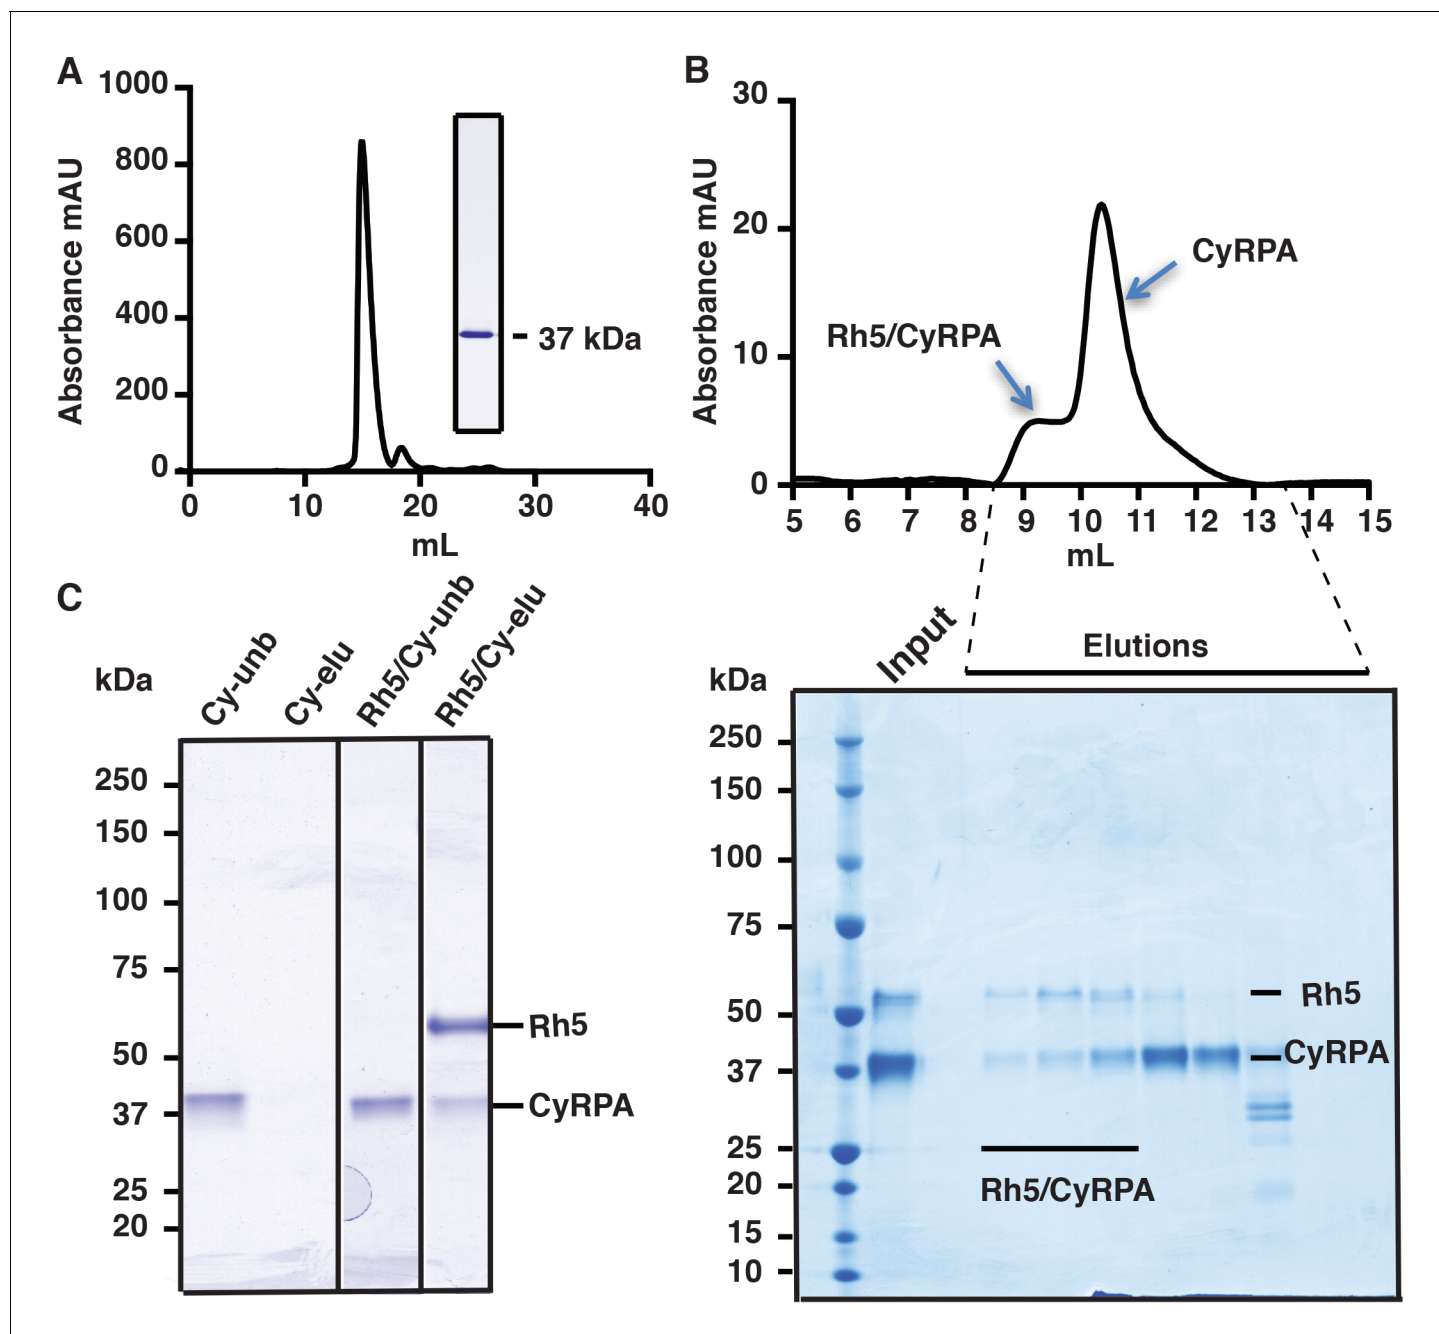 A
1000
800
600
400
200
0
Absorbance mAU
37 kDa
0 10 20 30 40
mL
B
30
20
10
0
Absorbance mAU
CyRPA
Rh5/CyRPA
5 6 7 8 9 10 11 12 13 14 15
mL
Input
Elutions
kDa
250
150
100
75
50
37
25
20
15
10
Rh5
CyRPA
Rh5/CyRPA
C
Cy-unb
Cy-elu
Rh5/Cy-unb
Rh5/Cy-elu
kDa
250
150
100
75
50
37
25
20
Rh5
CyRPA